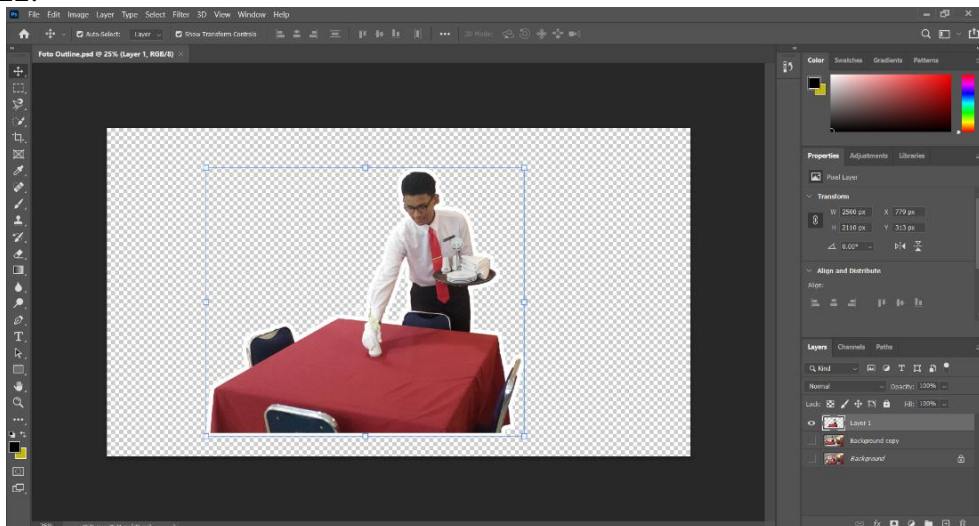 File Edit Image Layer Type Select Filter 3D View Window Help
Auto-Select: Layer Show Transform Controls 3D Mode:
Foto Outline.psd @ 25% (Layer 1, RGB/8) ×
Color Swatches Gradients Patterns
Properties Adjustments Libraries
Pixel Layer
Transform
W 2500 px X 779 px
H 2110 px Y 313 px
0.00°
Align and Distribute
Align:
Layers Channels Paths
Kind
Normal Opacity: 100%
Lock: Fill: 100%
Layer 1
Background copy
Background